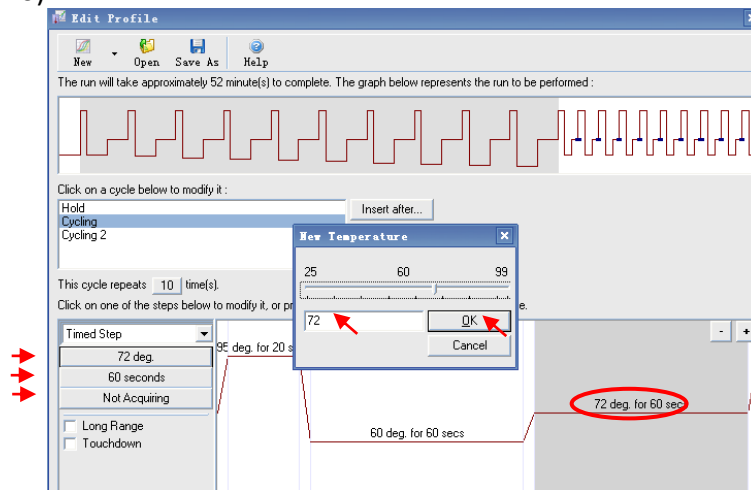 Edit Profile
New Open Save As Help
The run will take approximately 52 minute(s) to complete. The graph below represents the run to be performed :
Click on a cycle below to modify it :
Hold
Cycling
Cycling 2
Insert after...
New Temperature
25 60 99
72
OK
Cancel
This cycle repeats 10 time(s).
Click on one of the steps below to modify it, or pr
e.
Timed Step
72 deg.
60 seconds
Not Acquiring
Long Range
Touchdown
95 deg. for 20 s
60 deg. for 60 secs
72 deg. for 60 sec
- +